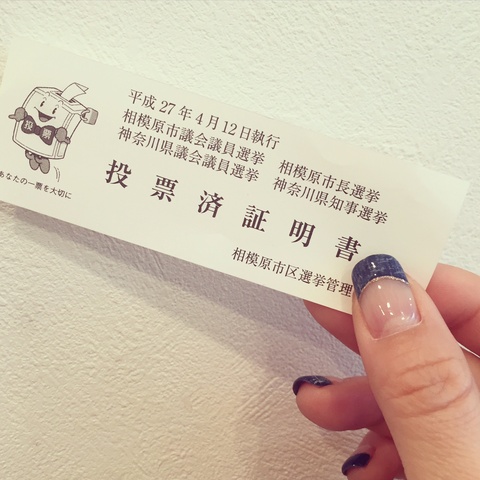 平成27年4月12日執行
相模原市議会議員選挙 相模原市長選挙
神奈川県議会議員選挙 神奈川県知事選挙
投票済証明書
相模原市区選挙管理
投票
あなたの一票を大切に